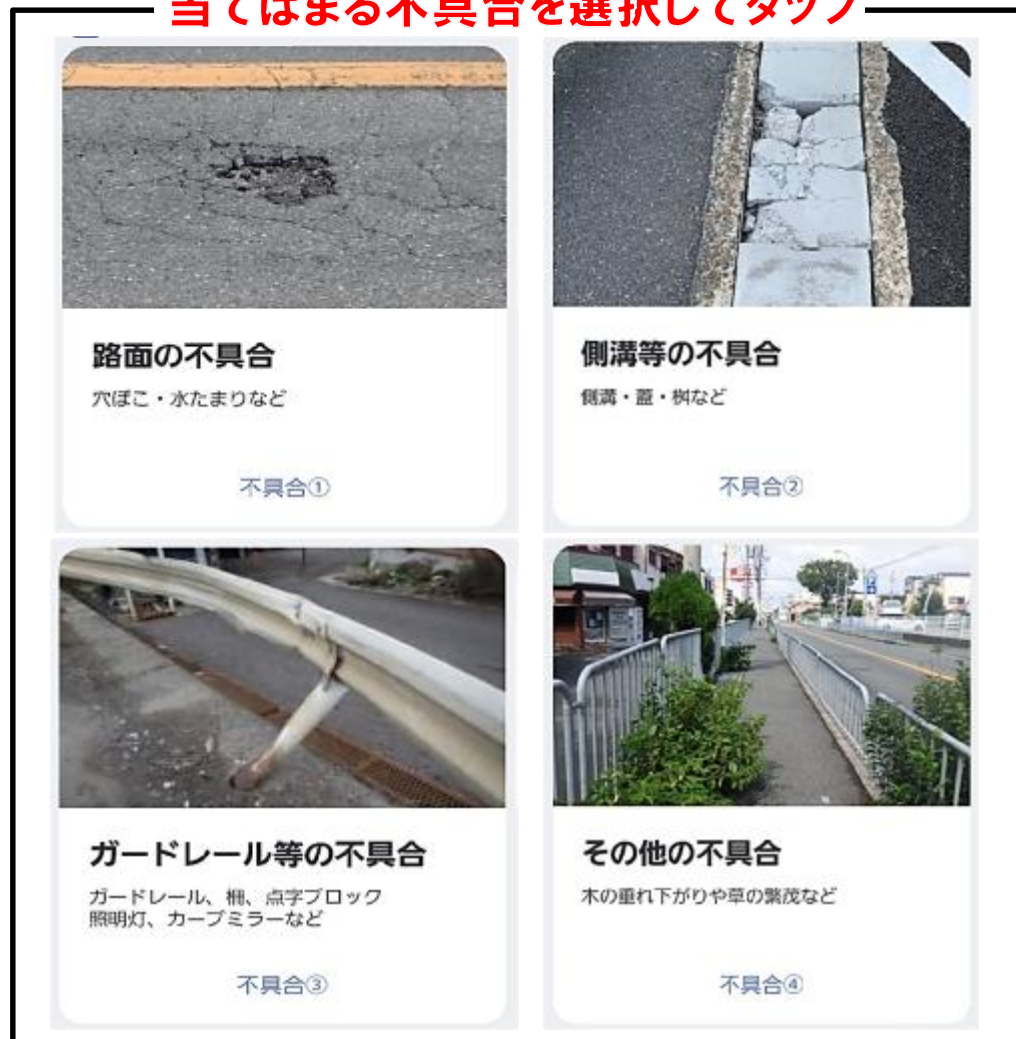 当てはまる不具合を選択してタップ
路面の不具合
穴ぼこ・水たまりなど
不具合①
側溝等の不具合
側溝・蓋・桝など
不具合②
ガードレール等の不具合
ガードレール、柵、点字ブロック
照明灯、カーブミラーなど
不具合③
その他の不具合
木の垂れ下がりや草の繁茂など
不具合④